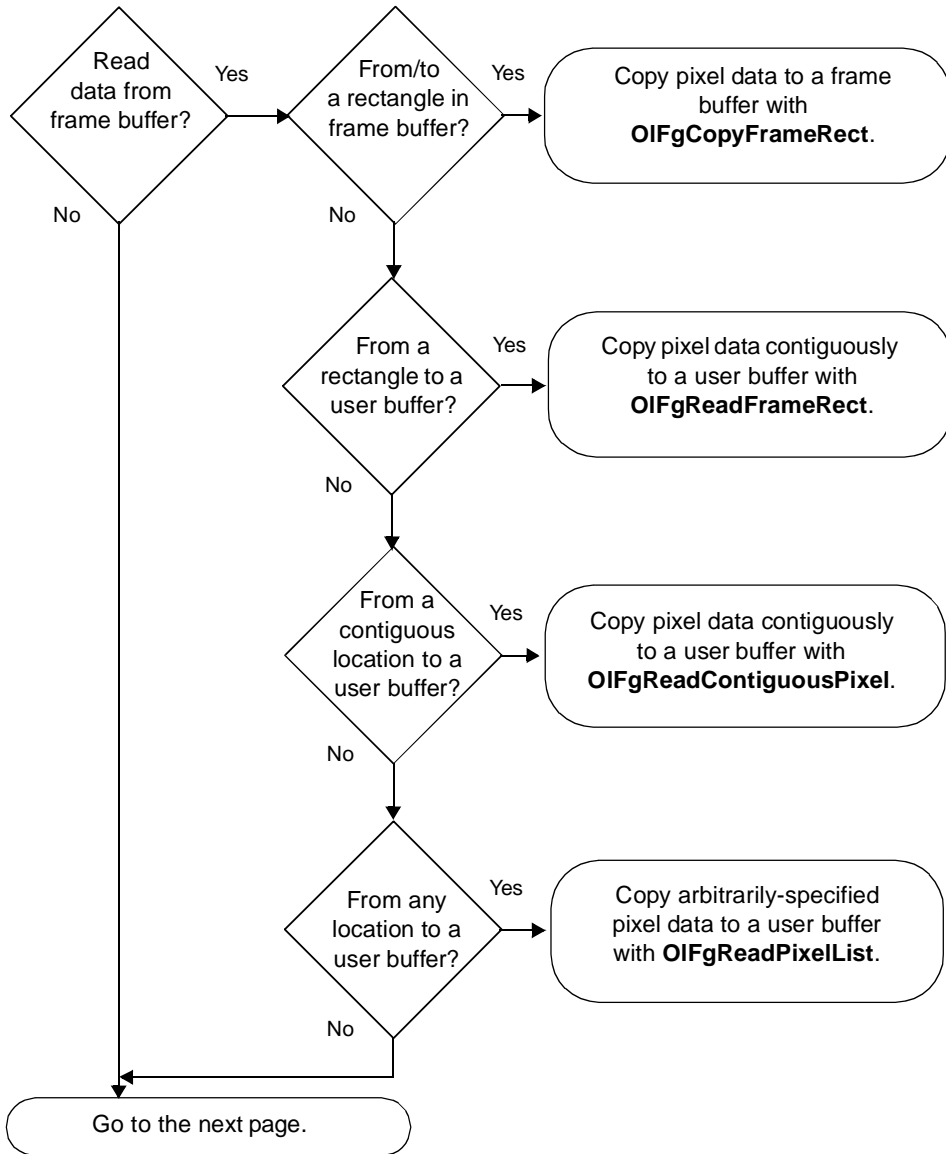 Read
data from
frame buffer?
Yes
From/to
a rectangle in
frame buffer?
Yes
Copy pixel data to a frame
buffer with
OlFgCopyFrameRect.
No
No
From a
rectangle to a
user buffer?
Yes
Copy pixel data contiguously
to a user buffer with
OlFgReadFrameRect.
No
From a
contiguous
location to a
user buffer?
Yes
Copy pixel data contiguously
to a user buffer with
OlFgReadContiguousPixel.
No
From any
location to a
user buffer?
Yes
Copy arbitrarily-specified
pixel data to a user buffer
with OlFgReadPixelList.
No
Go to the next page.